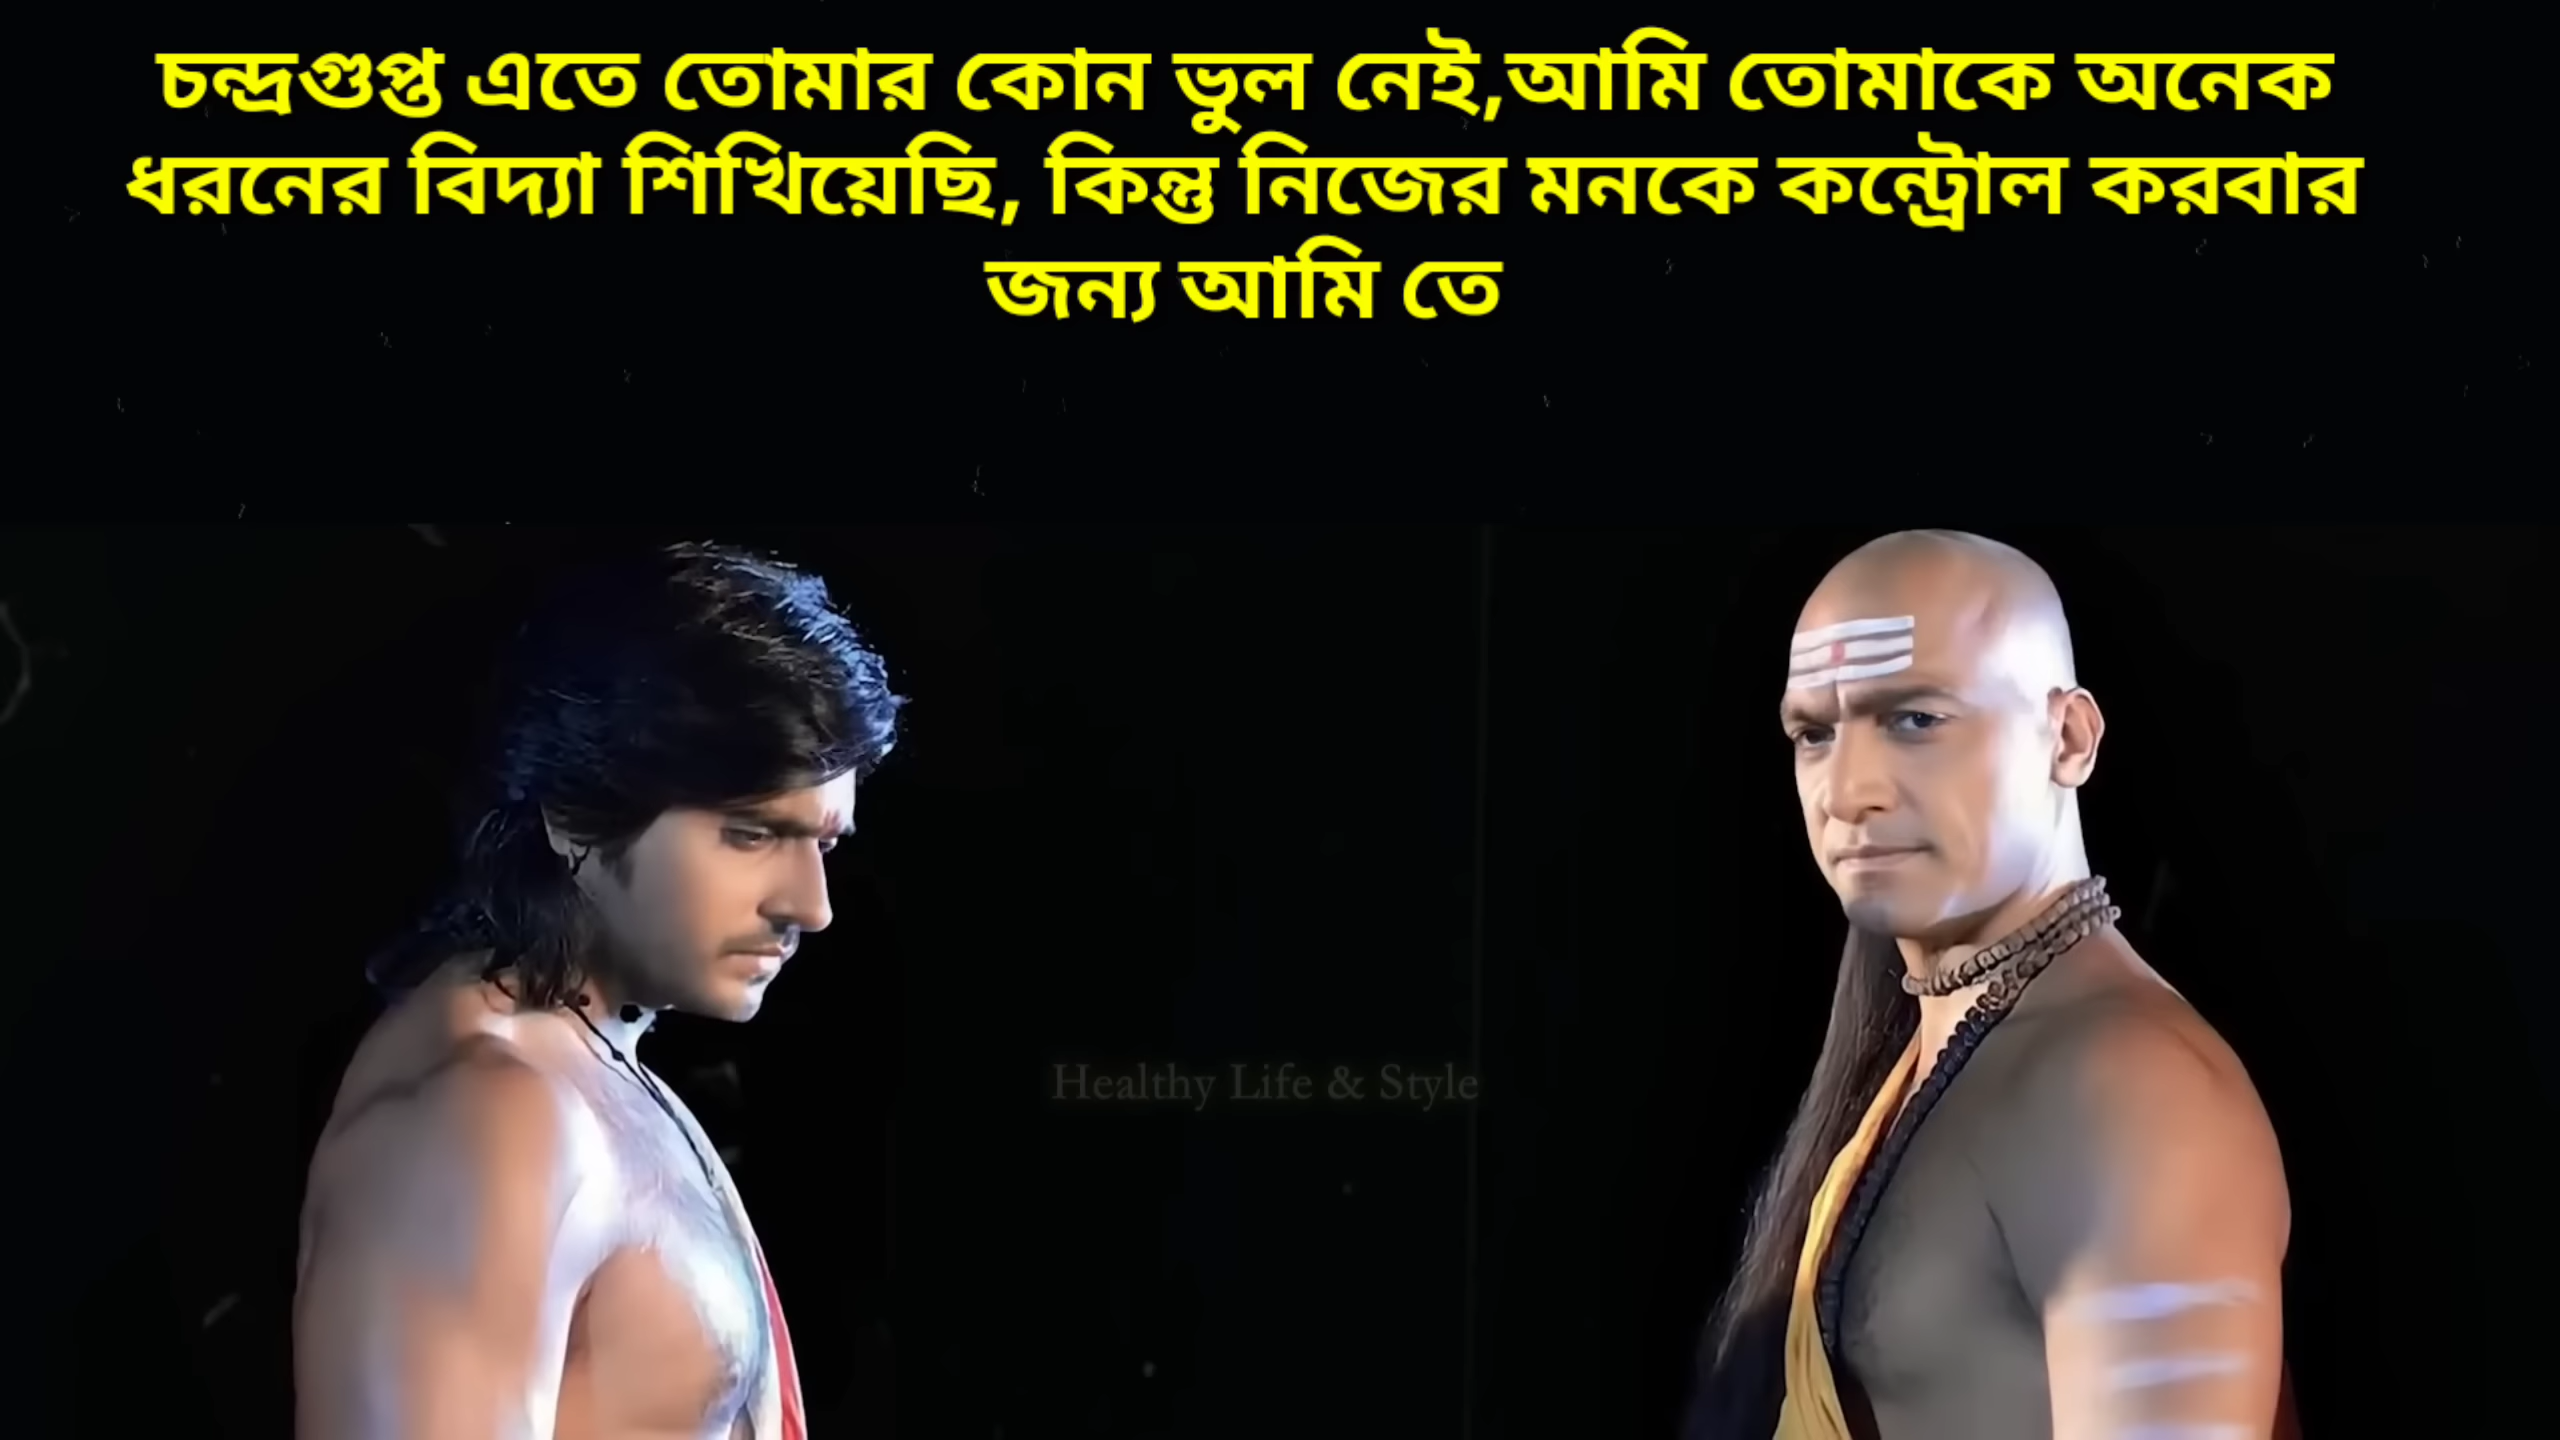 চন্দ্রগুপ্ত এতে তোমার কোন ভুল নেই,আমি তোমাকে অনেক
ধরনের বিদ্যা শিখিয়েছি, কিন্তু নিজের মনকে কন্ট্রোল করবার
জন্য আমি তে
Healthy Life & Style